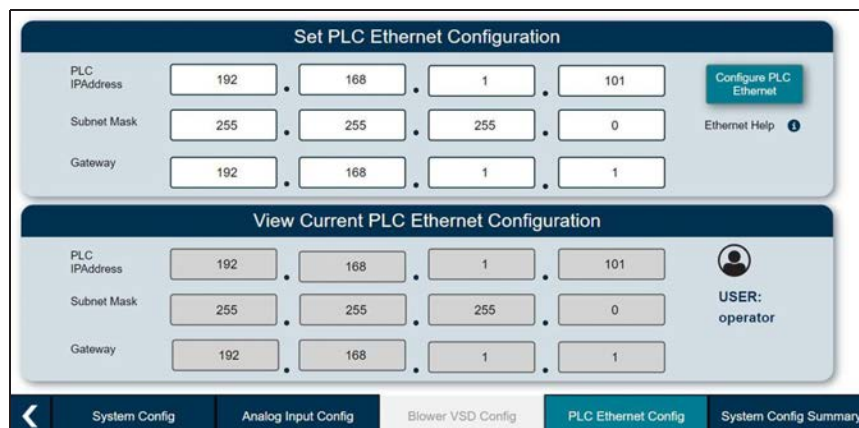 Set PLC Ethernet Configuration
PLC
IPAddress
192 . 168 . 1 . 101
Configure PLC
Ethernet
Subnet Mask
255 . 255 . 255 . 0
Ethernet Help
Gateway
192 . 168 . 1 . 1
View Current PLC Ethernet Configuration
PLC
IPAddress
192 . 168 . 1 . 101
Subnet Mask
255 . 255 . 255 . 0
USER:
operator
Gateway
192 . 168 . 1 . 1
System Config Analog Input Config Blower VSD Config PLC Ethernet Config System Config Summary